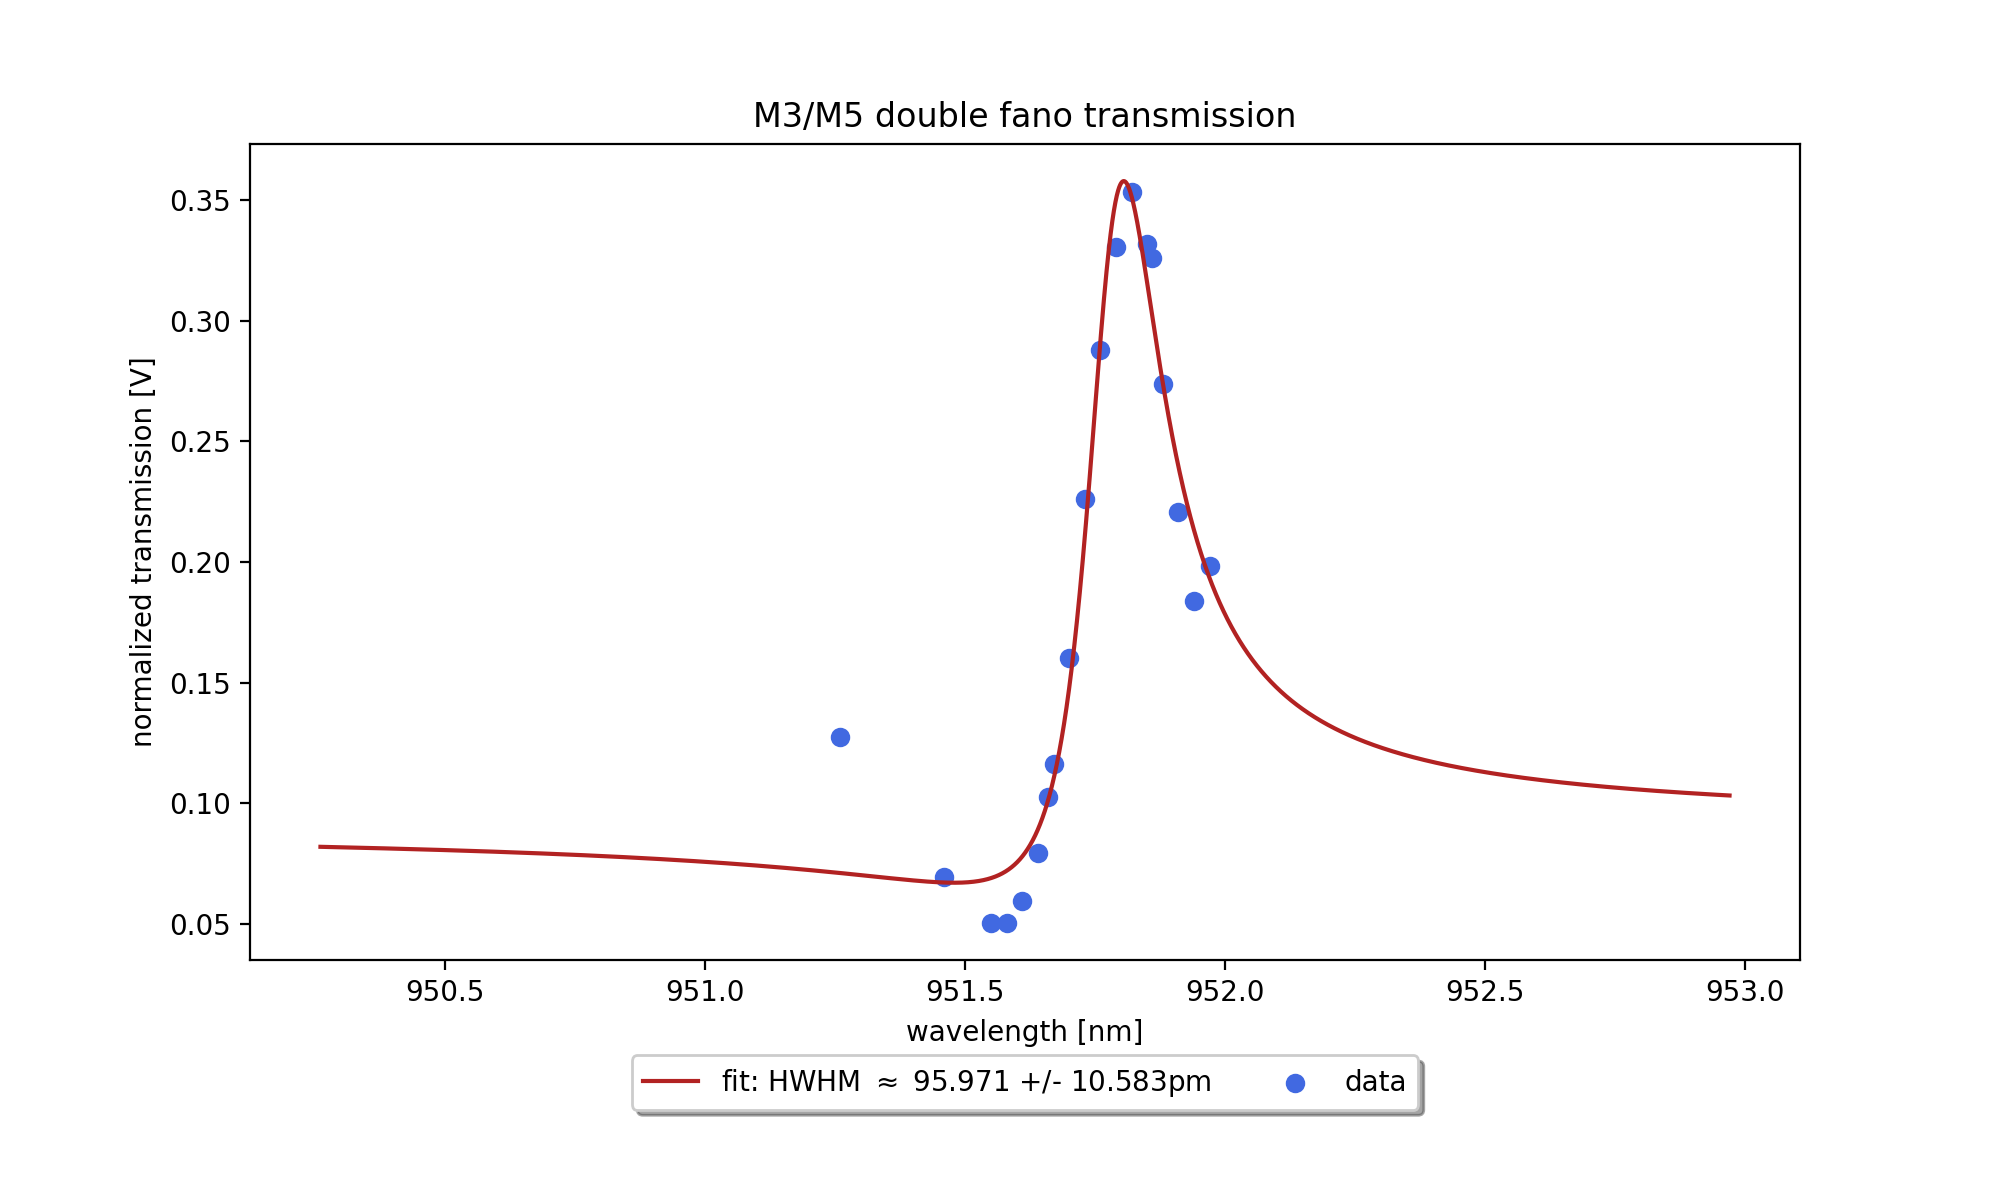 M3/M5 double fano transmission
normalized transmission [V]
0.35
0.30
0.25
0.20
0.15
0.10
0.05
950.5 951.0 951.5 952.0 952.5 953.0
wavelength [nm]
fit: HWHM ≈ 95.971 +/- 10.583pm data